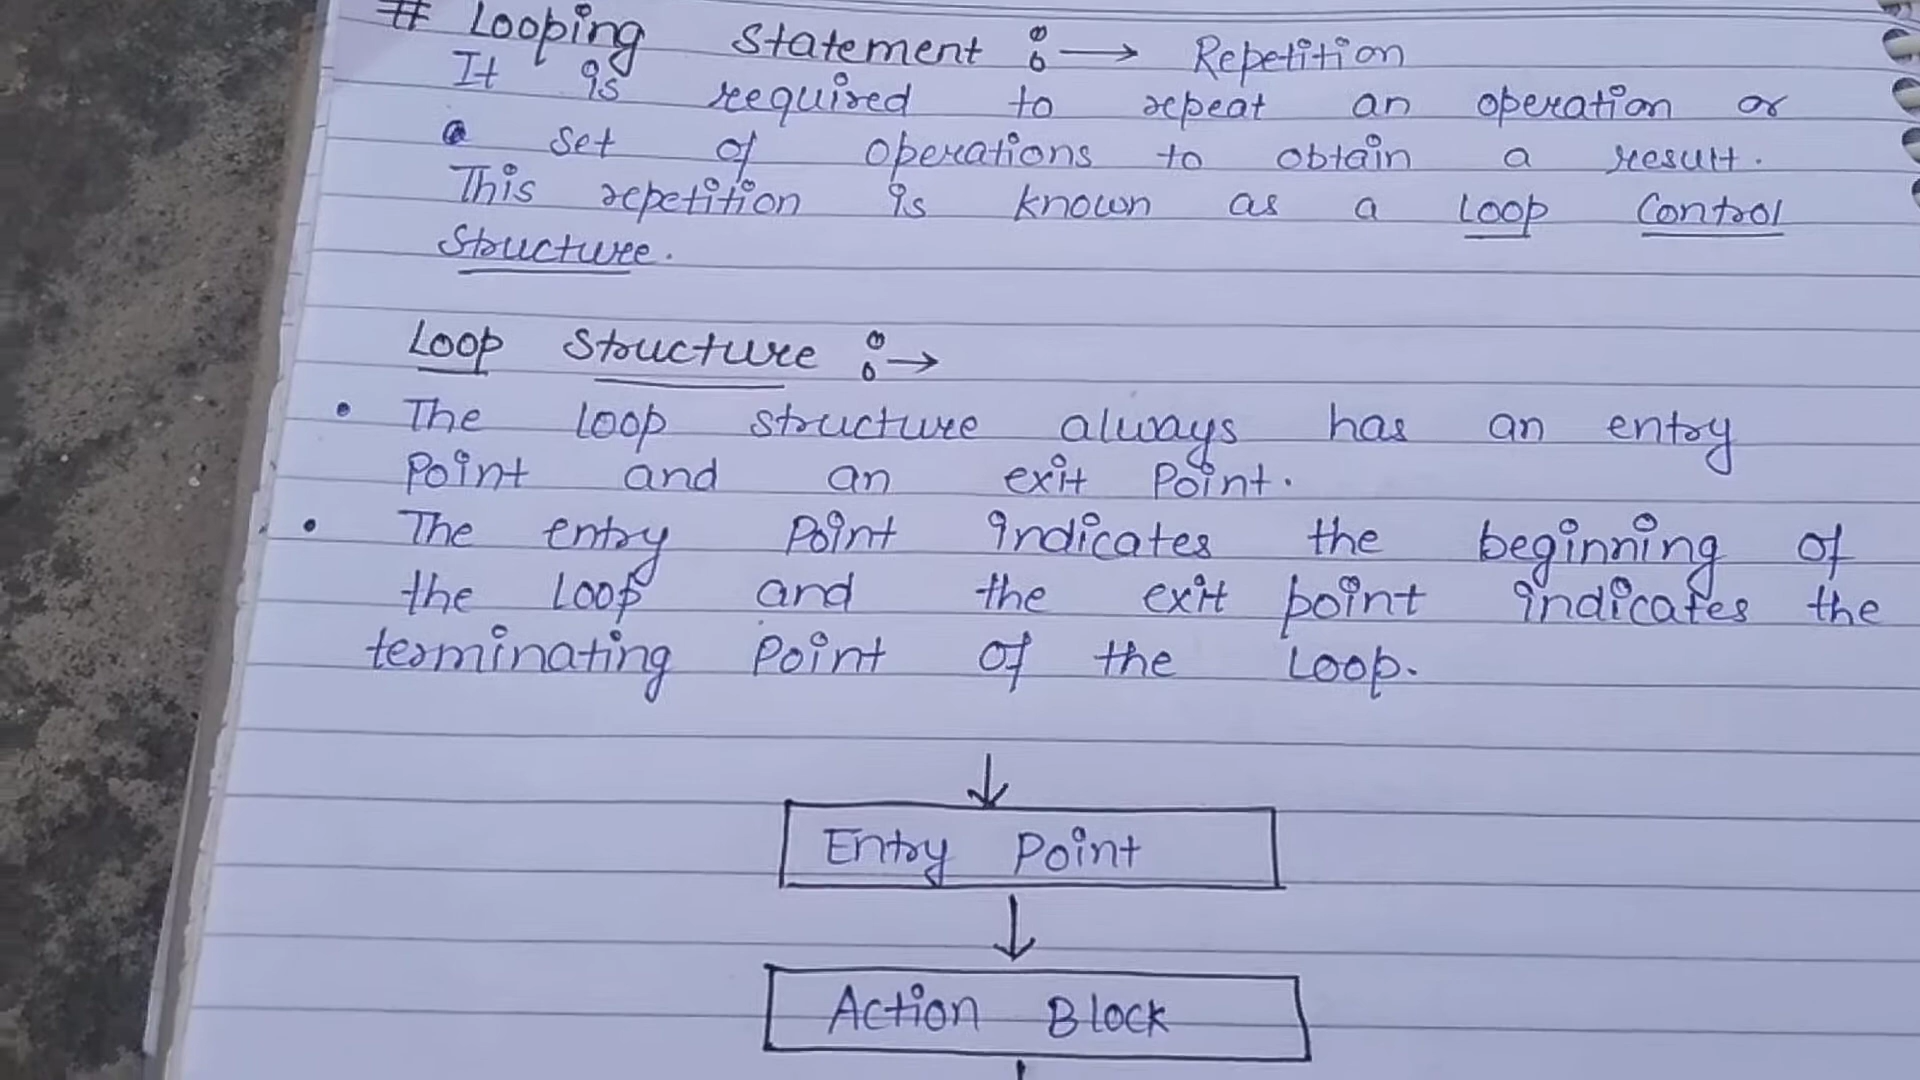 # Looping Statement :→ Repetition
It is required to repeat an operation or
a set of operations to obtain a result.
This repetition is known as a Loop Control
Structure.
Loop Structure :→
• The loop structure always has an entry
Point and an exit Point.
• The entry Point indicates the beginning of
the Loop and the exit point indicates the
terminating Point of the Loop.
Entry Point
Action Block